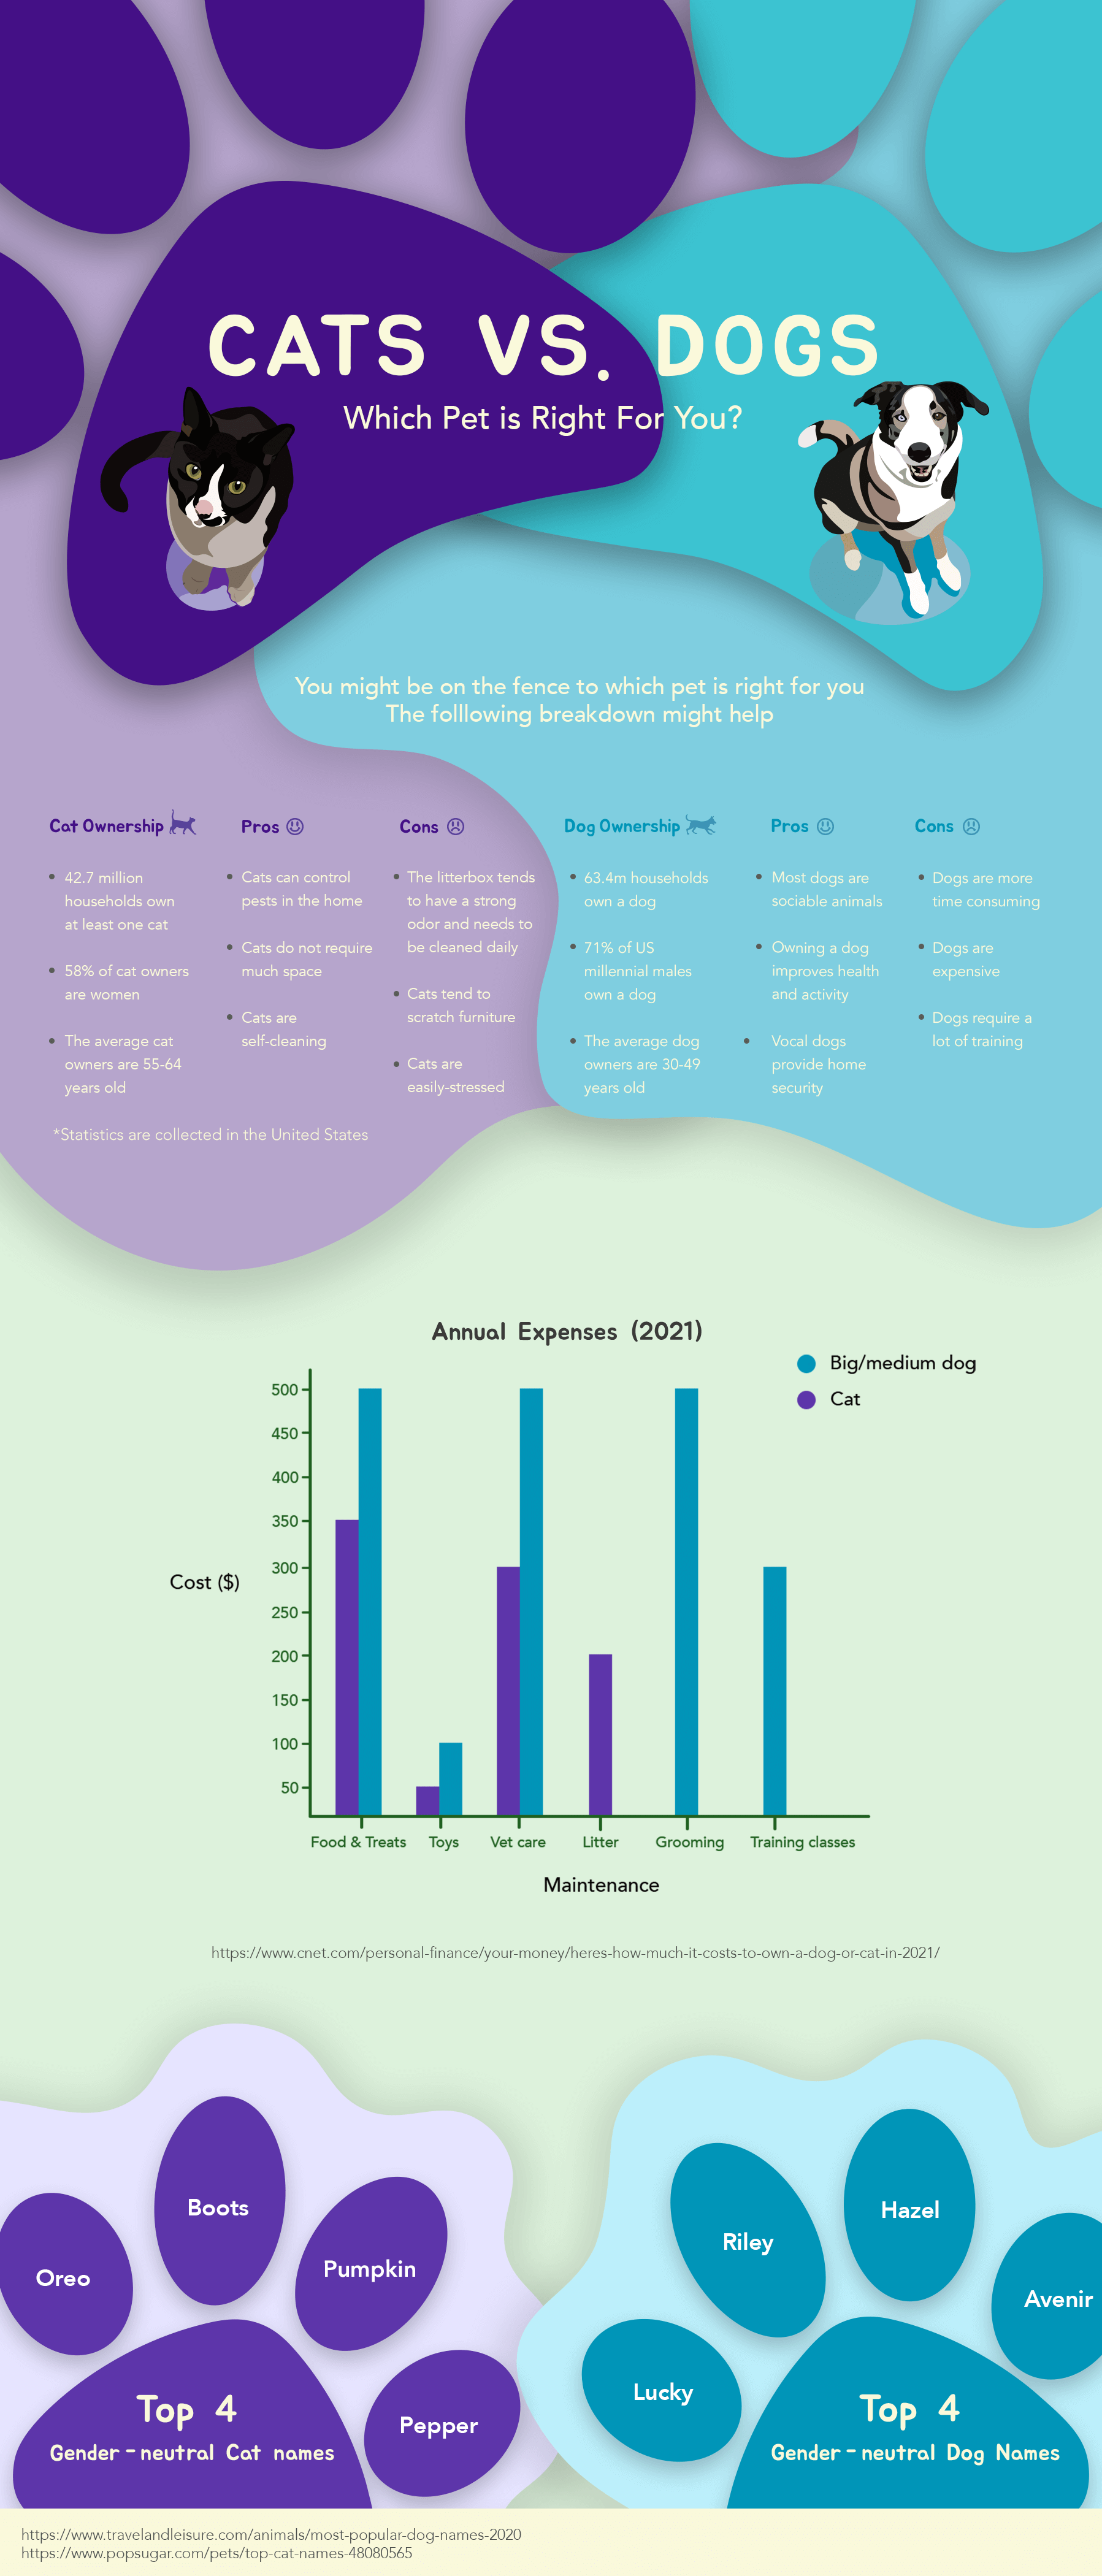 CATS VS. DOGS
Which Pet is Right For You?
You might be on the fence to which pet is right for you
The folllowing breakdown might help
Cat Ownership
42.7 million
households own
at least one cat
58% of cat owners
are women
The average cat
owners are 55-64
years old
Pros
Cats can control
pests in the home
Cats do not require
much space
Cats are
self-cleaning
Cons
The litterbox tends
to have a strong
odor and needs to
be cleaned daily
Cats tend to
scratch furniture
Cats are
easily-stressed
*Statistics are collected in the United States
Dog Ownership
63.4m households
own a dog
71% of US
millennial males
own a dog
The average dog
owners are 30-49
years old
Pros
Most dogs are
sociable animals
Owning a dog
improves health
and activity
Vocal dogs
provide home
security
Cons
Dogs are more
time consuming
Dogs are
expensive
Dogs require a
lot of training
Annual Expenses (2021)
Big/medium dog
Cat
500
450
400
350
300
250
200
150
100
50
Cost ($)
Food & Treats
Toys
Vet care
Litter
Grooming
Training classes
Maintenance
https://www.cnet.com/personal-finance/your-money/heres-how-much-it-costs-to-own-a-dog-or-cat-in-2021/
Oreo
Boots
Pumpkin
Pepper
Top 4
Gender-neutral Cat names
Lucky
Riley
Hazel
Avenir
Top 4
Gender-neutral Dog Names
https://www.travelandleisure.com/animals/most-popular-dog-names-2020
https://www.popsugar.com/pets/top-cat-names-48080565